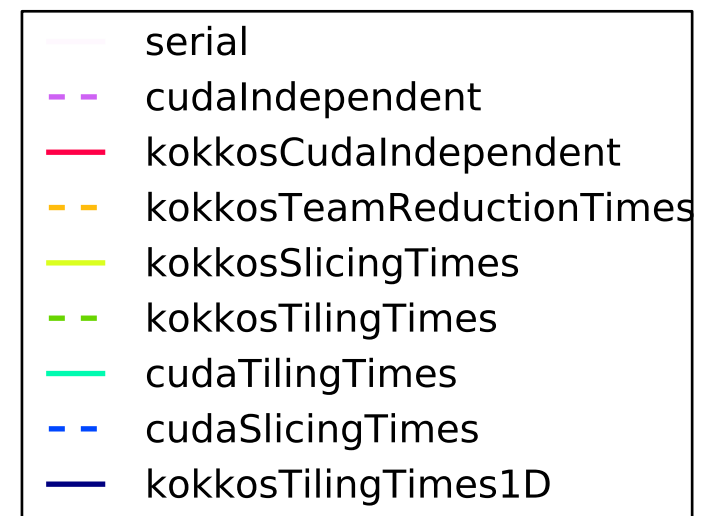 serial
cudaIndependent
kokkosCudaIndependent
kokkosTeamReductionTimes
kokkosSlicingTimes
kokkosTilingTimes
cudaTilingTimes
cudaSlicingTimes
kokkosTilingTimes1D